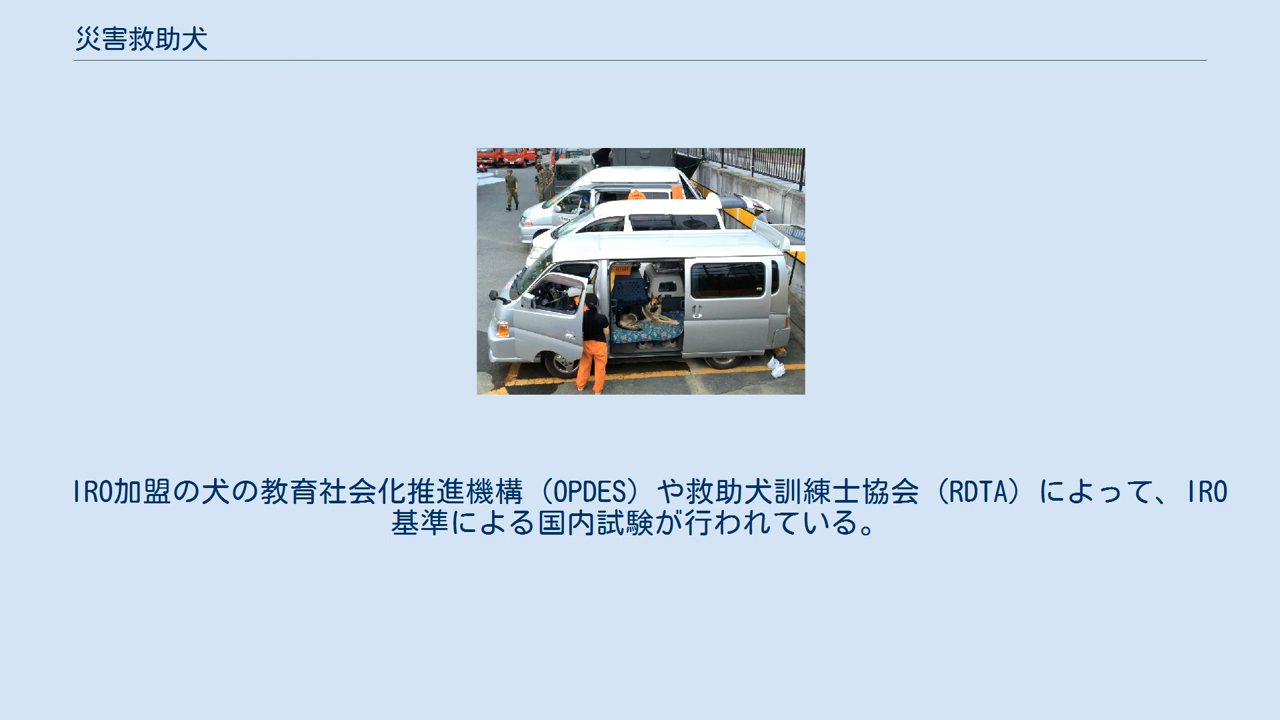 災害救助犬
IRO加盟の犬の教育社会化推進機構（OPDES）や救助犬訓練士協会（RDTA）によって、IRO
基準による国内試験が行われている。